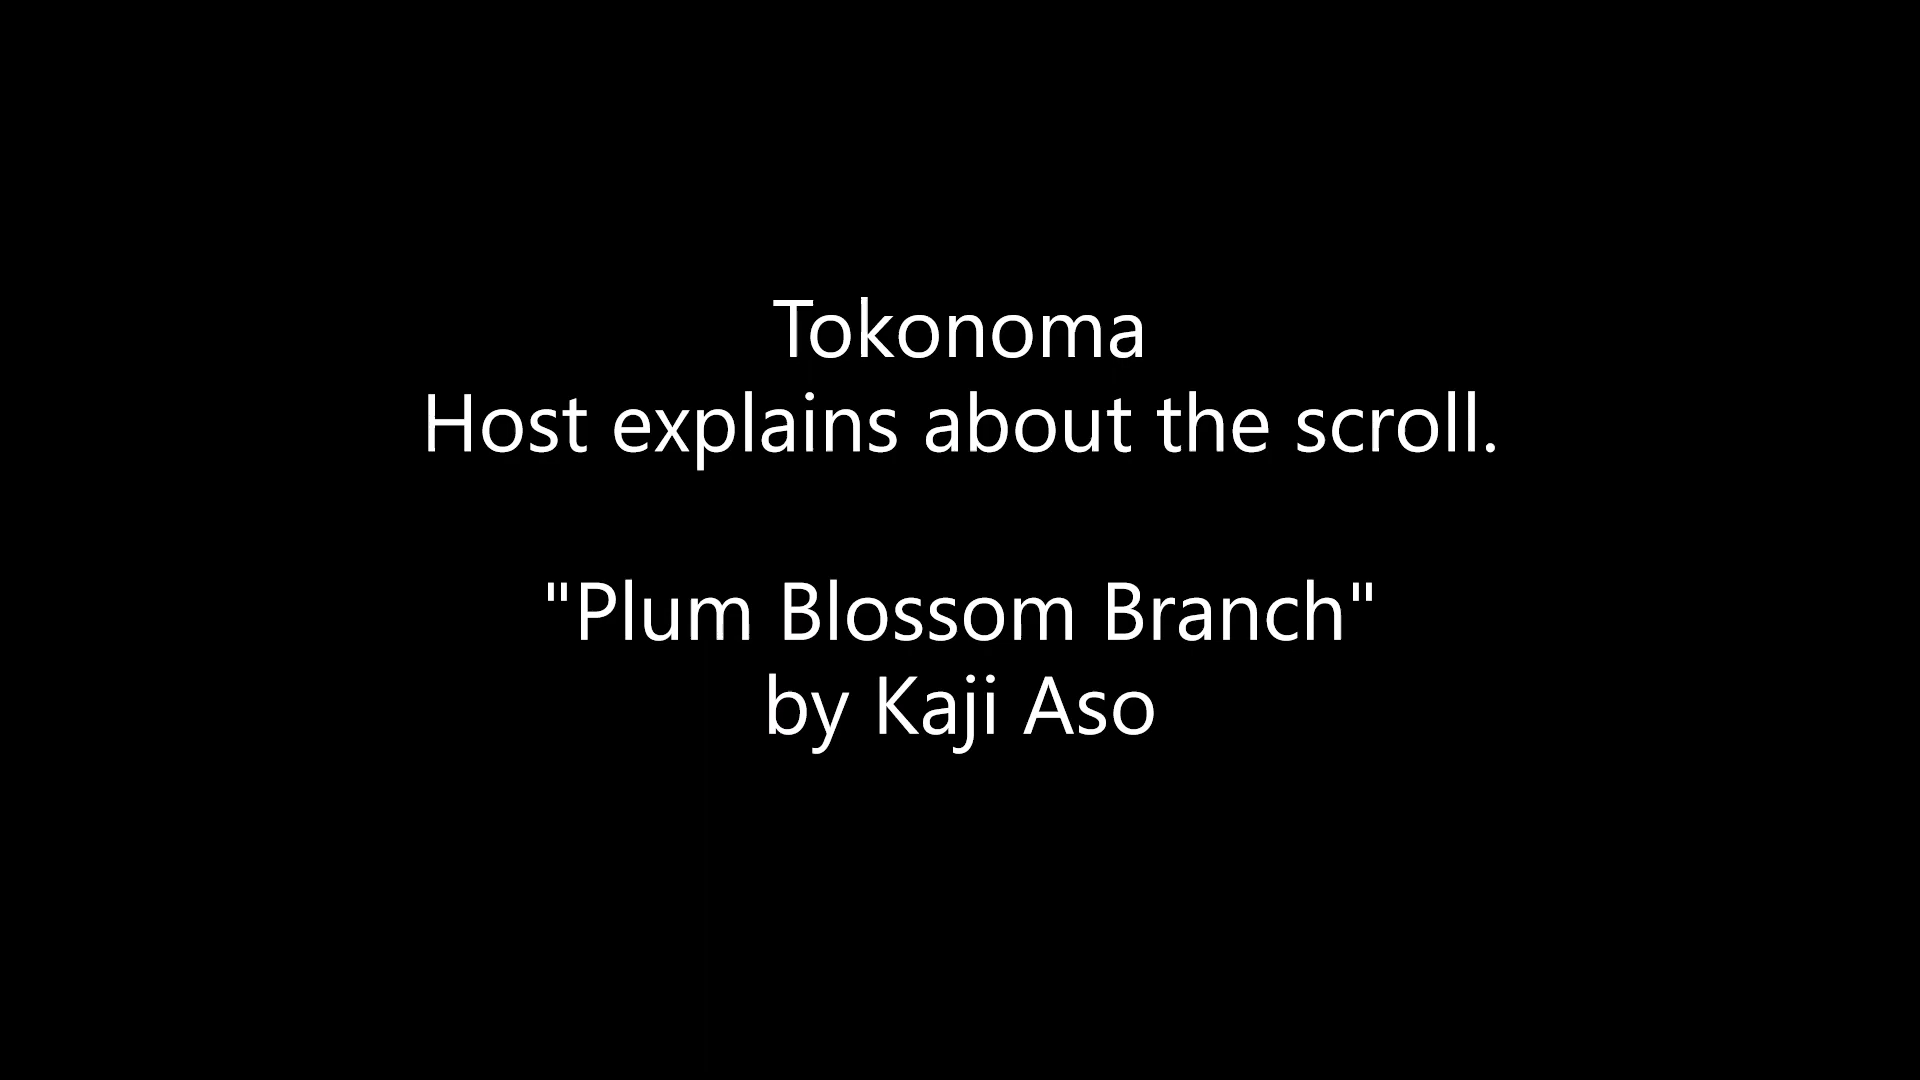 Tokonoma
Host explains about the scroll.
"Plum Blossom Branch"
by Kaji Aso